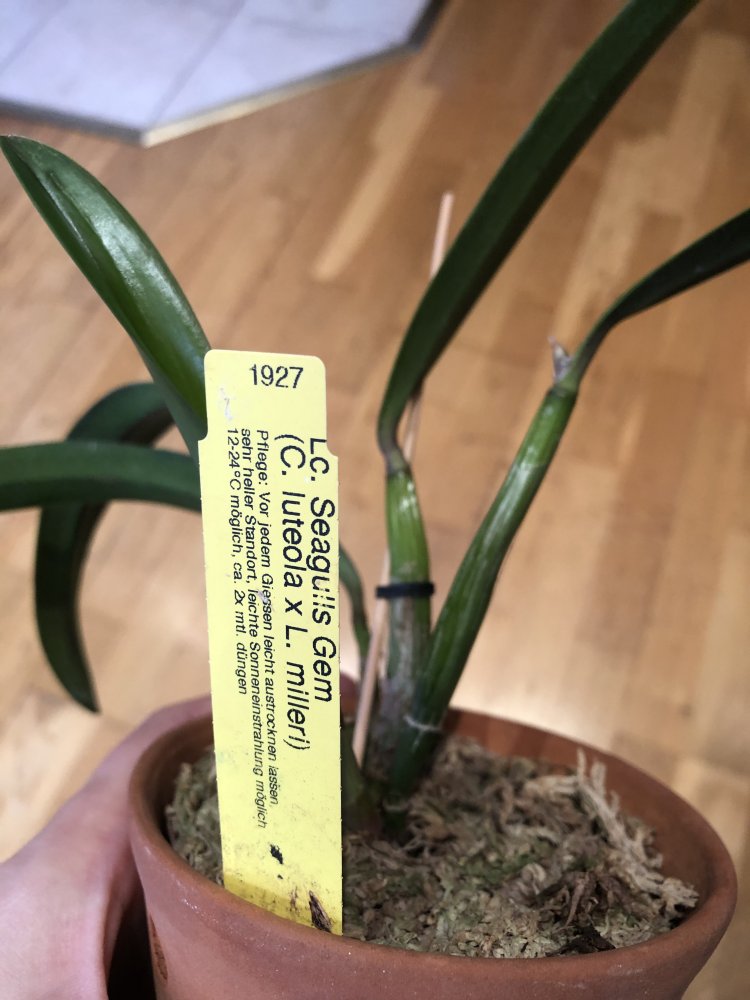 1927
Lc. Seagulls Gem
(C. luteola x L. milleri)
Pflege: Vor jedem Giessen leicht austrocknen lassen,
sehr heller Standort, leichte Sonneneinstrahlung möglich
12-24°C möglich, ca. 2x mtl. düngen